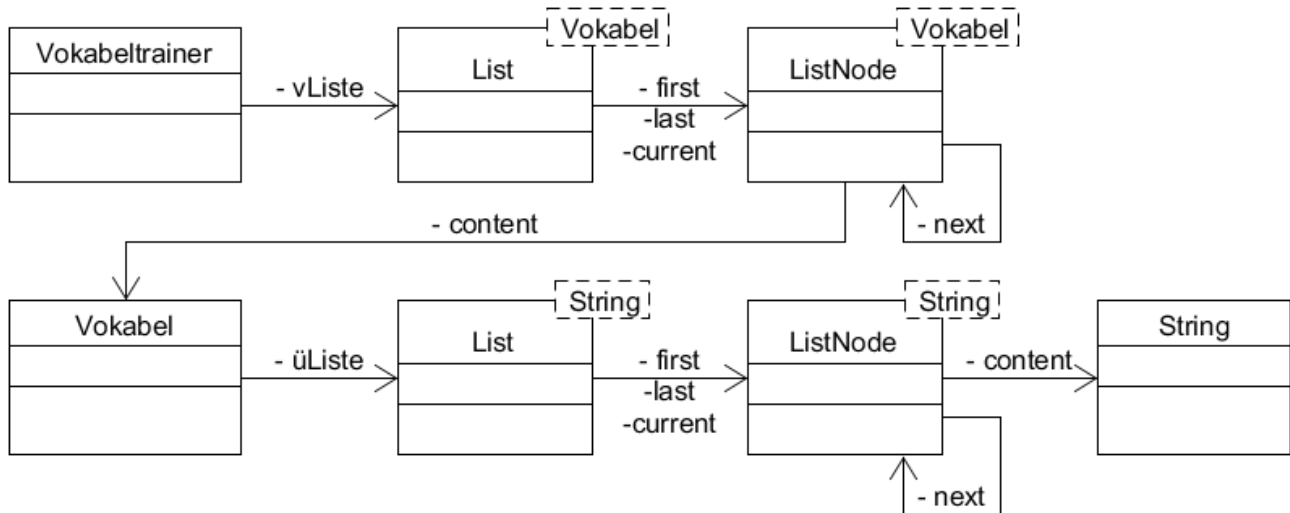 Vokabel
Vokabel
Vokabeltrainer
List
ListNode
- vListe
- first
-last
-current
- next
- content
String
String
Vokabel
List
ListNode
String
- üListe
- first
-last
-current
- content
- next